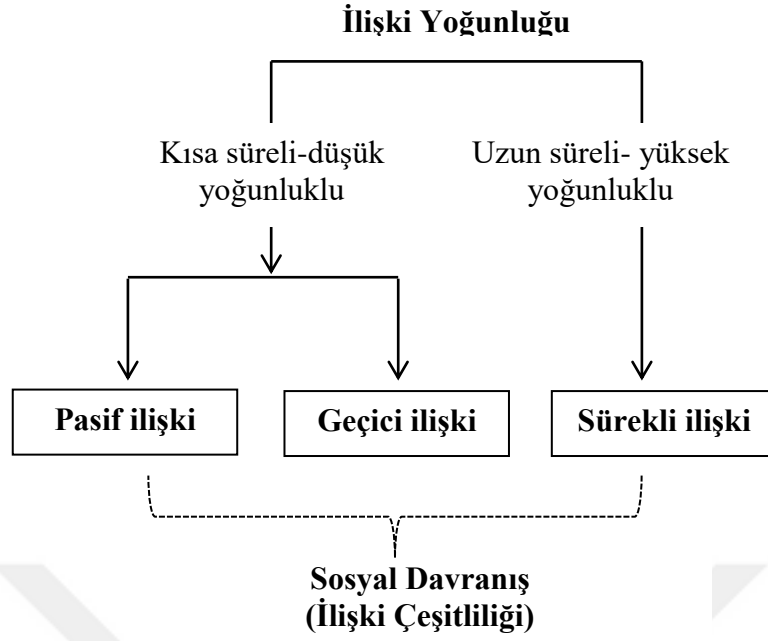 İlişki Yoğunluğu
Kısa süreli-düşük
yoğunluklu
Uzun süreli- yüksek
yoğunluklu
Pasif ilişki
Geçici ilişki
Sürekli ilişki
Sosyal Davranış
(İlişki Çeşitliliği)